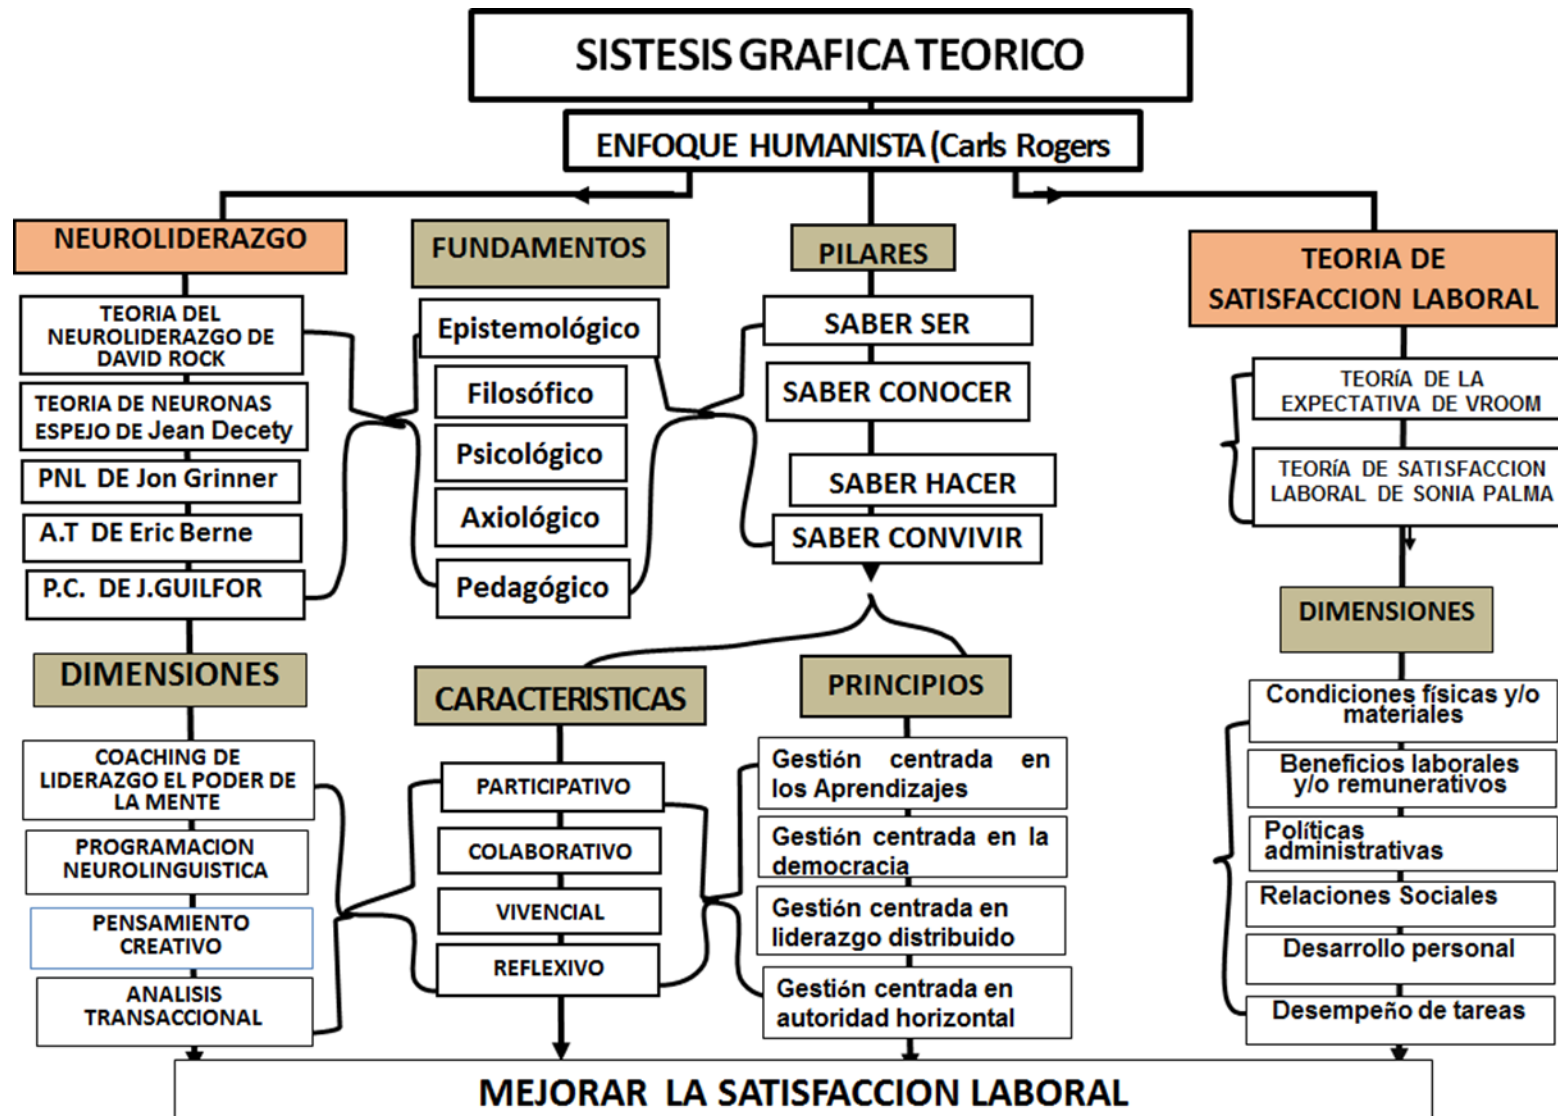 SISTESIS GRAFICA TEORICO
ENFOQUE HUMANISTA (Carls Rogers
NEUROLIDERAZGO
TEORIA DEL
NEUROLIDERAZGO DE
DAVID ROCK
TEORIA DE NEURONAS
ESPEJO DE Jean Decety
PNL DE Jon Grinner
A.T DE Eric Berne
P.C. DE J.GUILFOR
DIMENSIONES
COACHING DE
LIDERAZGO EL PODER DE
LA MENTE
PROGRAMACION
NEUROLINGUISTICA
PENSAMIENTO
CREATIVO
ANALISIS
TRANSACCIONAL
FUNDAMENTOS
Epistemológico
Filosófico
Psicológico
Axiológico
Pedagógico
PILARES
SABER SER
SABER CONOCER
SABER HACER
SABER CONVIVIR
CARACTERISTICAS
PARTICIPATIVO
COLABORATIVO
VIVENCIAL
REFLEXIVO
PRINCIPIOS
Gestión centrada en
los Aprendizajes
Gestión centrada en la
democracia
Gestión centrada en
liderazgo distribuido
Gestión centrada en
autoridad horizontal
TEORIA DE
SATISFACCION LABORAL
TEORíA DE LA
EXPECTATIVA DE VROOM
TEORíA DE SATISFACCION
LABORAL DE SONIA PALMA
DIMENSIONES
Condiciones físicas y/o
materiales
Beneficios laborales
y/o remunerativos
Políticas
administrativas
Relaciones Sociales
Desarrollo personal
Desempeño de tareas
MEJORAR LA SATISFACCION LABORAL